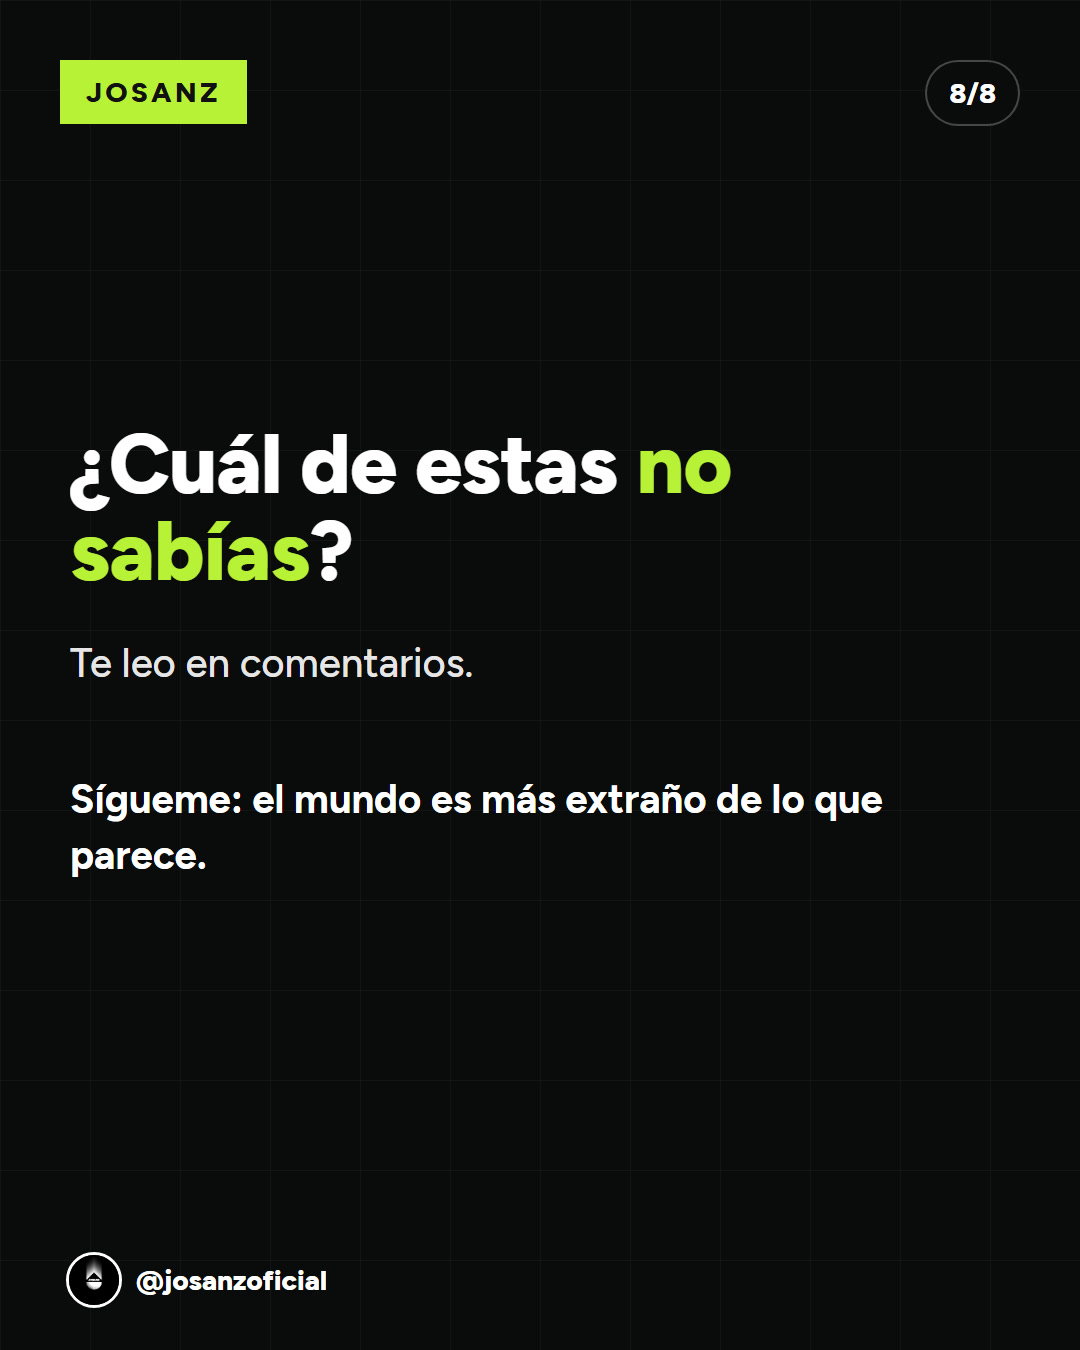 JOSANZ
8/8
¿Cuál de estas no
sabías?
Te leo en comentarios.
Sígueme: el mundo es más extraño de lo que
parece.
@josanzoficial